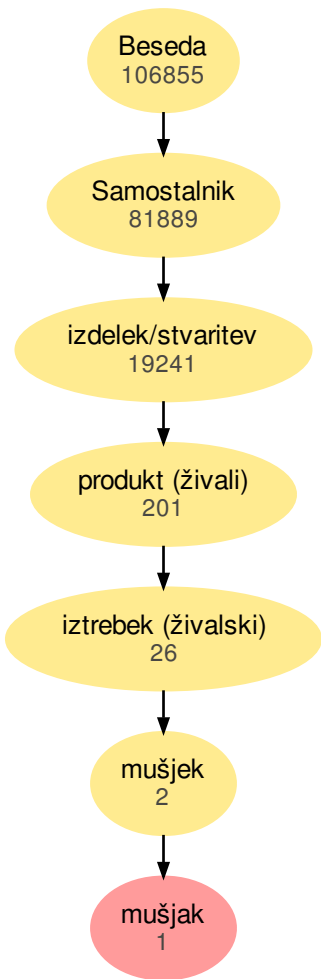 Beseda
106855
Samostalnik
81889
izdelek/stvaritev
19241
produkt (živali)
201
iztrebek (živalski)
26
mušjek
2
mušjak
1